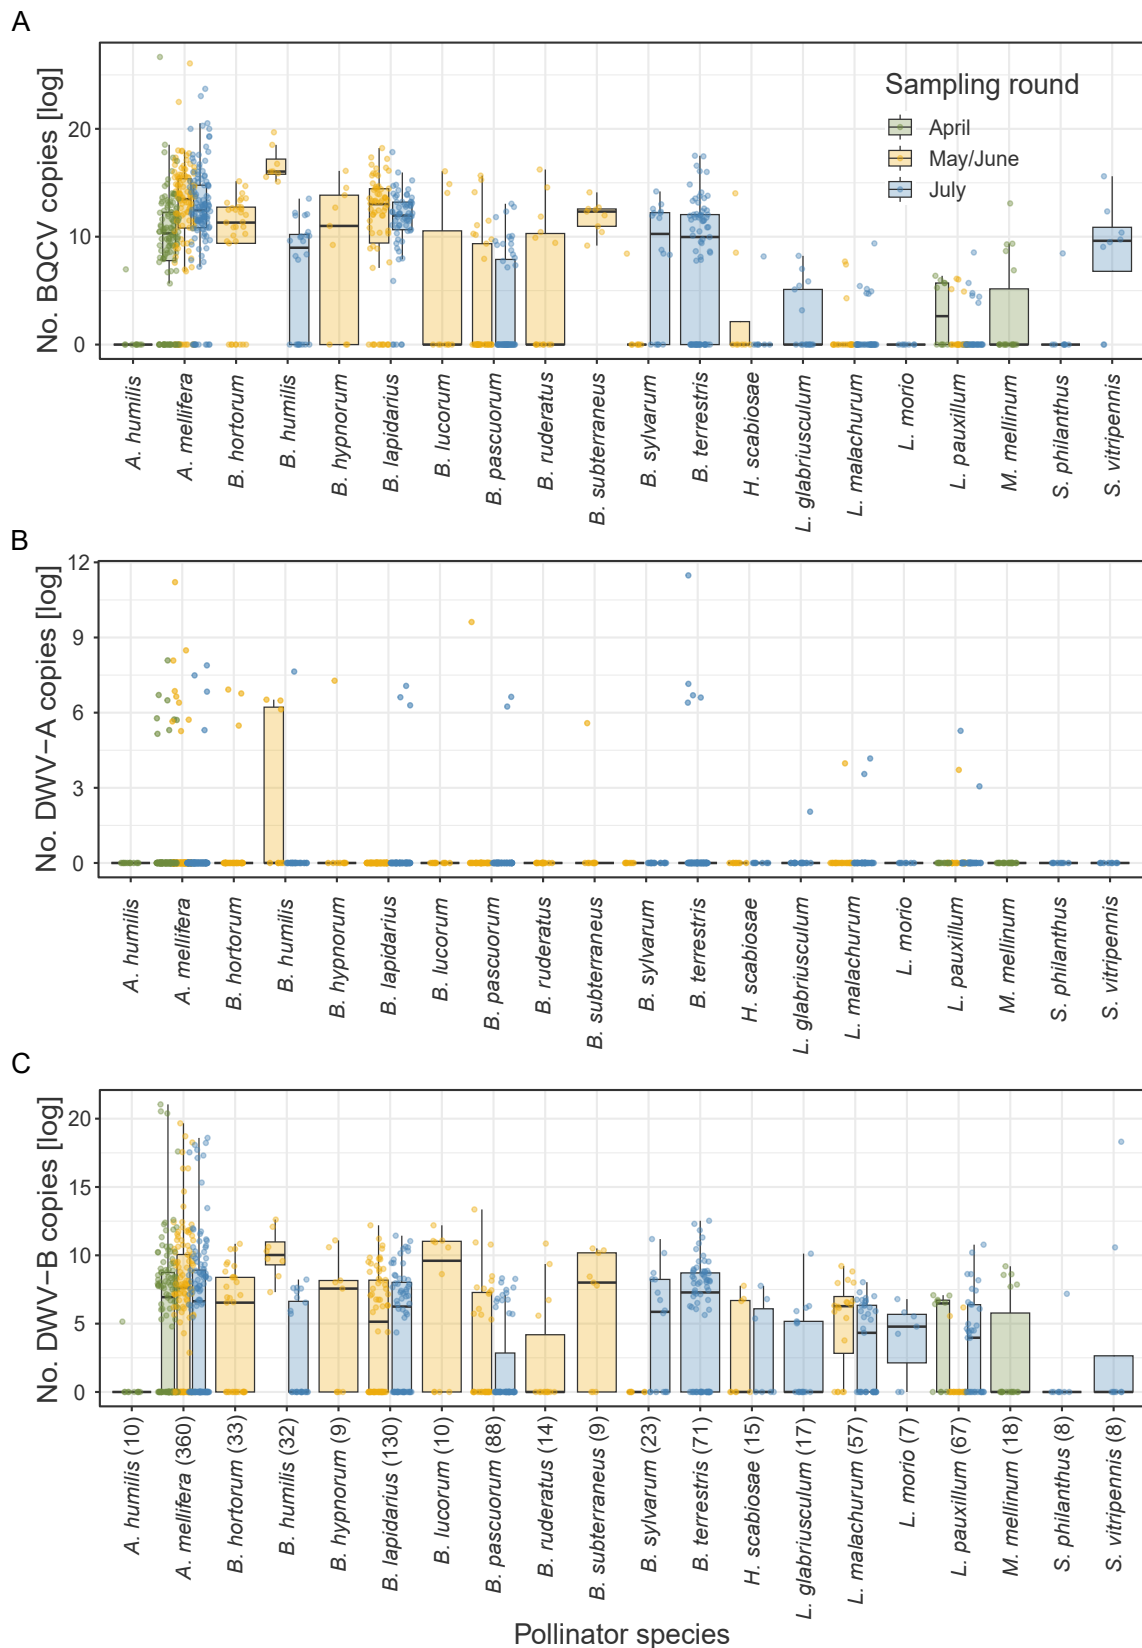 A
No. BQCV copies [log]
20
10
0
Sampling round
April
May/June
July
A. humilis
A. mellifera
B. hortorum
B. humilis
B. hypnorum
B. lapidarius
B. lucorum
B. pascuorum
B. ruderatus
B. subterraneus
B. sylvarum
B. terrestris
H. scabiosae
L. glabriusculum
L. malachurum
L. morio
L. pauxillum
M. mellinum
S. philanthus
S. vitripennis
B
No. DWV−A copies [log]
12
9
6
3
0
A. humilis
A. mellifera
B. hortorum
B. humilis
B. hypnorum
B. lapidarius
B. lucorum
B. pascuorum
B. ruderatus
B. subterraneus
B. sylvarum
B. terrestris
H. scabiosae
L. glabriusculum
L. malachurum
L. morio
L. pauxillum
M. mellinum
S. philanthus
S. vitripennis
C
No. DWV−B copies [log]
20
15
10
5
0
A. humilis (10)
A. mellifera (360)
B. hortorum (33)
B. humilis (32)
B. hypnorum (9)
B. lapidarius (130)
B. lucorum (10)
B. pascuorum (88)
B. ruderatus (14)
B. subterraneus (9)
B. sylvarum (23)
B. terrestris (71)
H. scabiosae (15)
L. glabriusculum (17)
L. malachurum (57)
L. morio (7)
L. pauxillum (67)
M. mellinum (18)
S. philanthus (8)
S. vitripennis (8)
Pollinator species